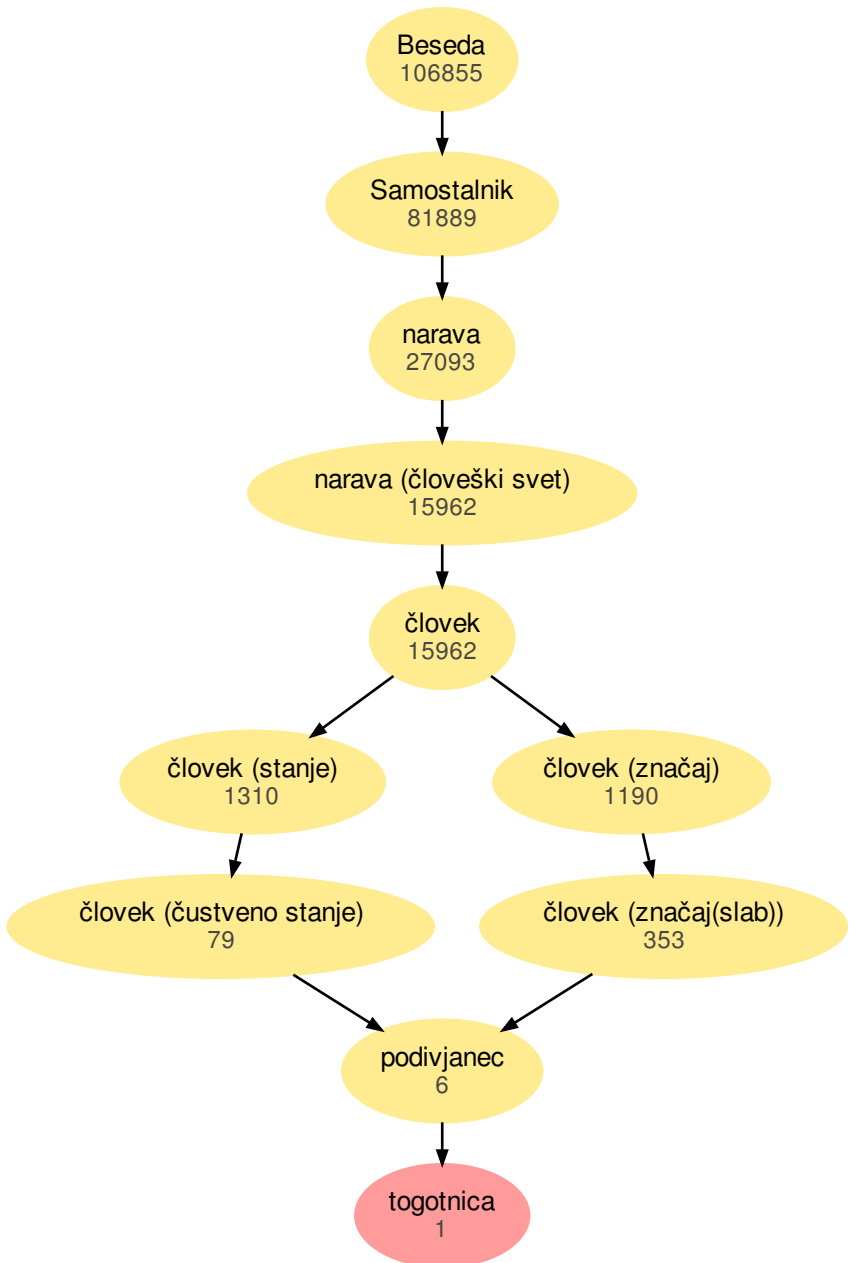 Beseda
106855
Samostalnik
81889
narava
27093
narava (človeški svet)
15962
človek
15962
človek (stanje)
1310
človek (značaj)
1190
človek (čustveno stanje)
79
človek (značaj(slab))
353
podivjanec
6
togotnica
1